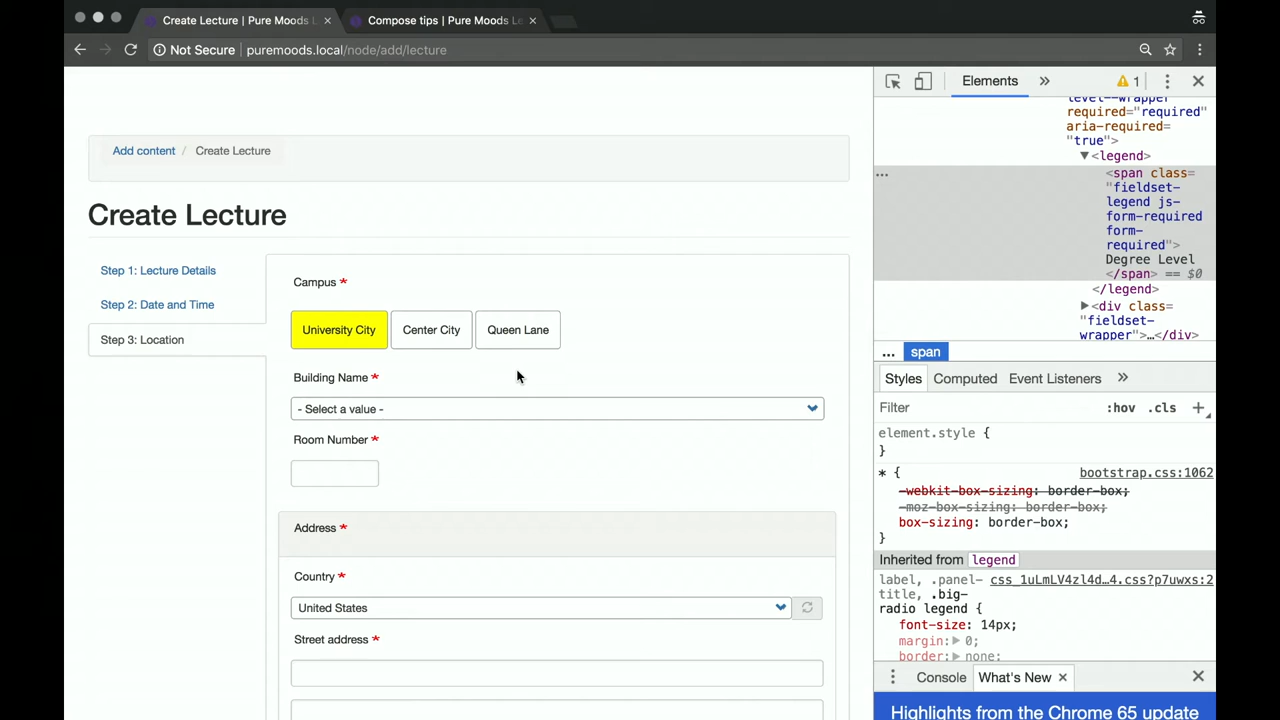 Create Lecture | Pure Moods L
Compose tips | Pure Moods Le
Not Secure | puremoods.local/node/add/lecture
Add content / Create Lecture
Create Lecture
Step 1: Lecture Details
Step 2: Date and Time
Step 3: Location
Campus *
University City
Center City
Queen Lane
Building Name *
- Select a value -
Room Number *
Address *
Country *
United States
Street address *
Elements » 1
level--wrapper"
required="required"
aria-required=
"true">
<legend>
... <span class=
"fieldset-
legend js-
form-required
form-
required">
Degree Level
</span> == $0
</legend>
<div class=
"fieldset-
wrapper">…</div>
... span
Styles Computed Event Listeners »
Filter :hov .cls +
element.style {
}
* { bootstrap.css:1062
-webkit-box-sizing: border-box;
-moz-box-sizing: border-box;
box-sizing: border-box;
}
Inherited from legend
label, .panel- css_1uLmLV4zl4d…4.css?p7uwxs:2
title, .big-
radio legend {
font-size: 14px;
margin: 0;
border: none;
Console What's New ×
Highlights from the Chrome 65 update